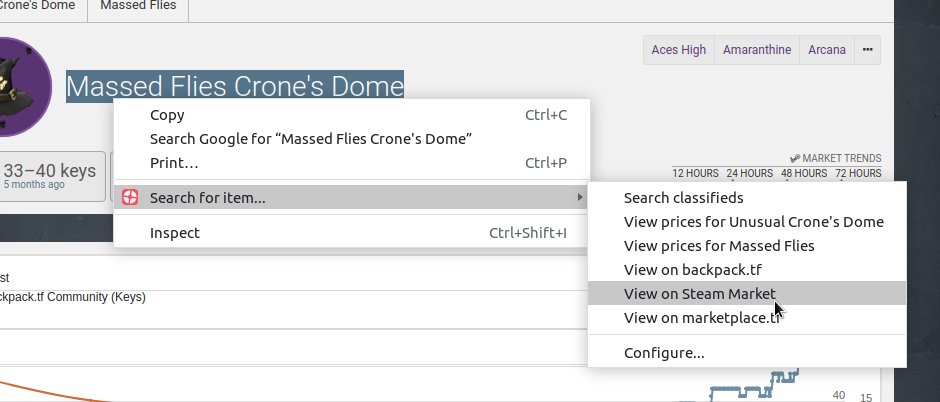 Crone's Dome
Massed Flies
Aces High
Amaranthine
Arcana
Massed Flies Crone's Dome
Copy Ctrl+C
Search Google for “Massed Flies Crone's Dome”
Print… Ctrl+P
33–40 keys
5 months ago
MARKET TRENDS
12 HOURS 24 HOURS 48 HOURS 72 HOURS
Search for item...
Inspect Ctrl+Shift+I
Search classifieds
View prices for Unusual Crone's Dome
View prices for Massed Flies
View on backpack.tf
View on Steam Market
View on marketplace.tf
Configure...
ckpack.tf Community (Keys)
40 15